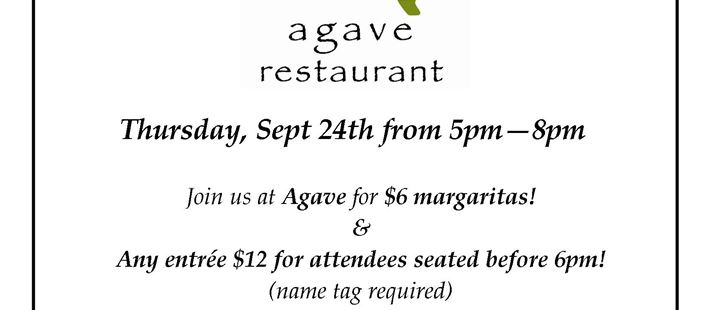 agave
restaurant
Thursday, Sept 24th from 5pm—8pm
Join us at Agave for $6 margaritas!
&
Any entrée $12 for attendees seated before 6pm!
(name tag required)